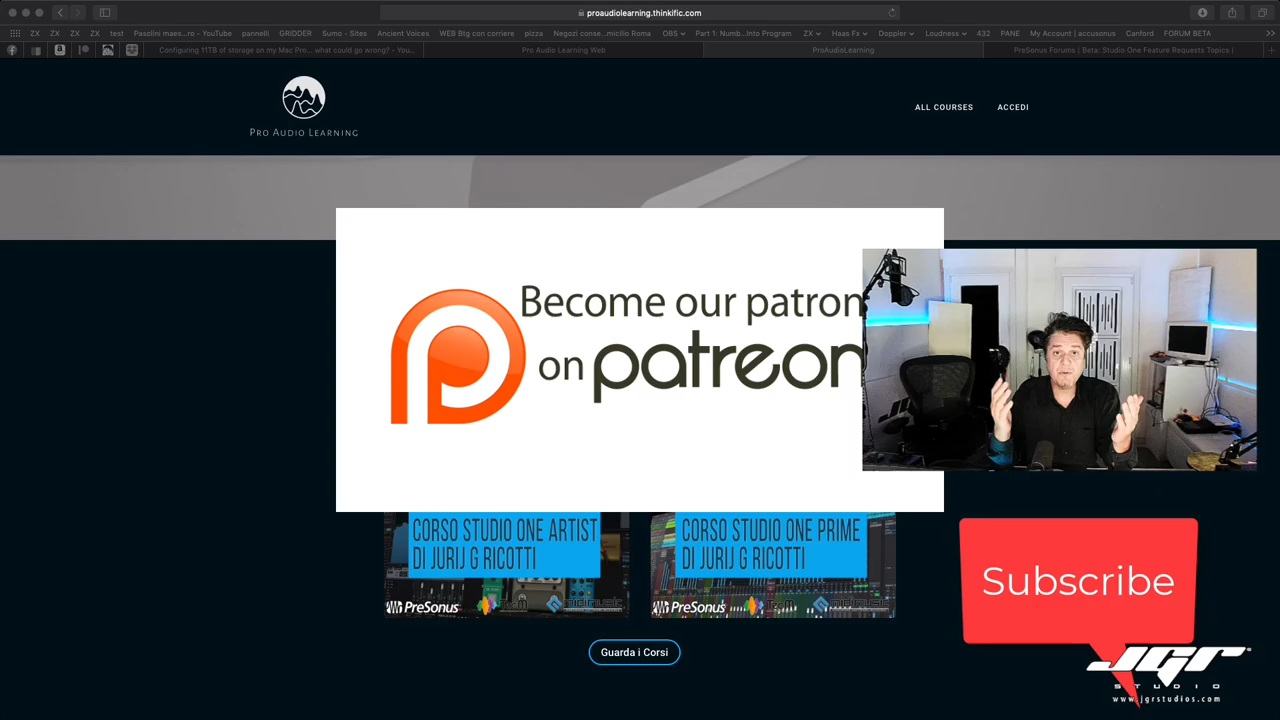 proaudiolearning.thinkific.com
ZX
ZX
ZX
ZX
test
Pasolini maes...ro - YouTube
pannelli
GRIDDER
Sumo - Sites
Ancient Voices
WEB Btg con corriere
pizza
Negozi conse...micilio Roma
OBS
Part 1: Numb...Into Program
ZX
Haas Fx
Doppler
Loudness
432
PANE
My Account | accusonus
Canford
FORUM BETA
Configuring 11TB of storage on my Mac Pro... what could go wrong? - You...
Pro Audio Learning Web
ProAudioLearning
PreSonus Forums | Beta: Studio One Feature Requests Topics |
PRO AUDIO LEARNING
ALL COURSES
ACCEDI
Become our patron
on patreon
CORSO STUDIO ONE ARTIST
DI JURIJ G RICOTTI
PreSonus
CORSO STUDIO ONE PRIME
DI JURIJ G RICOTTI
PreSonus
Guarda i Corsi
Subscribe
JGR
STUDIO
www.jgrstudios.com